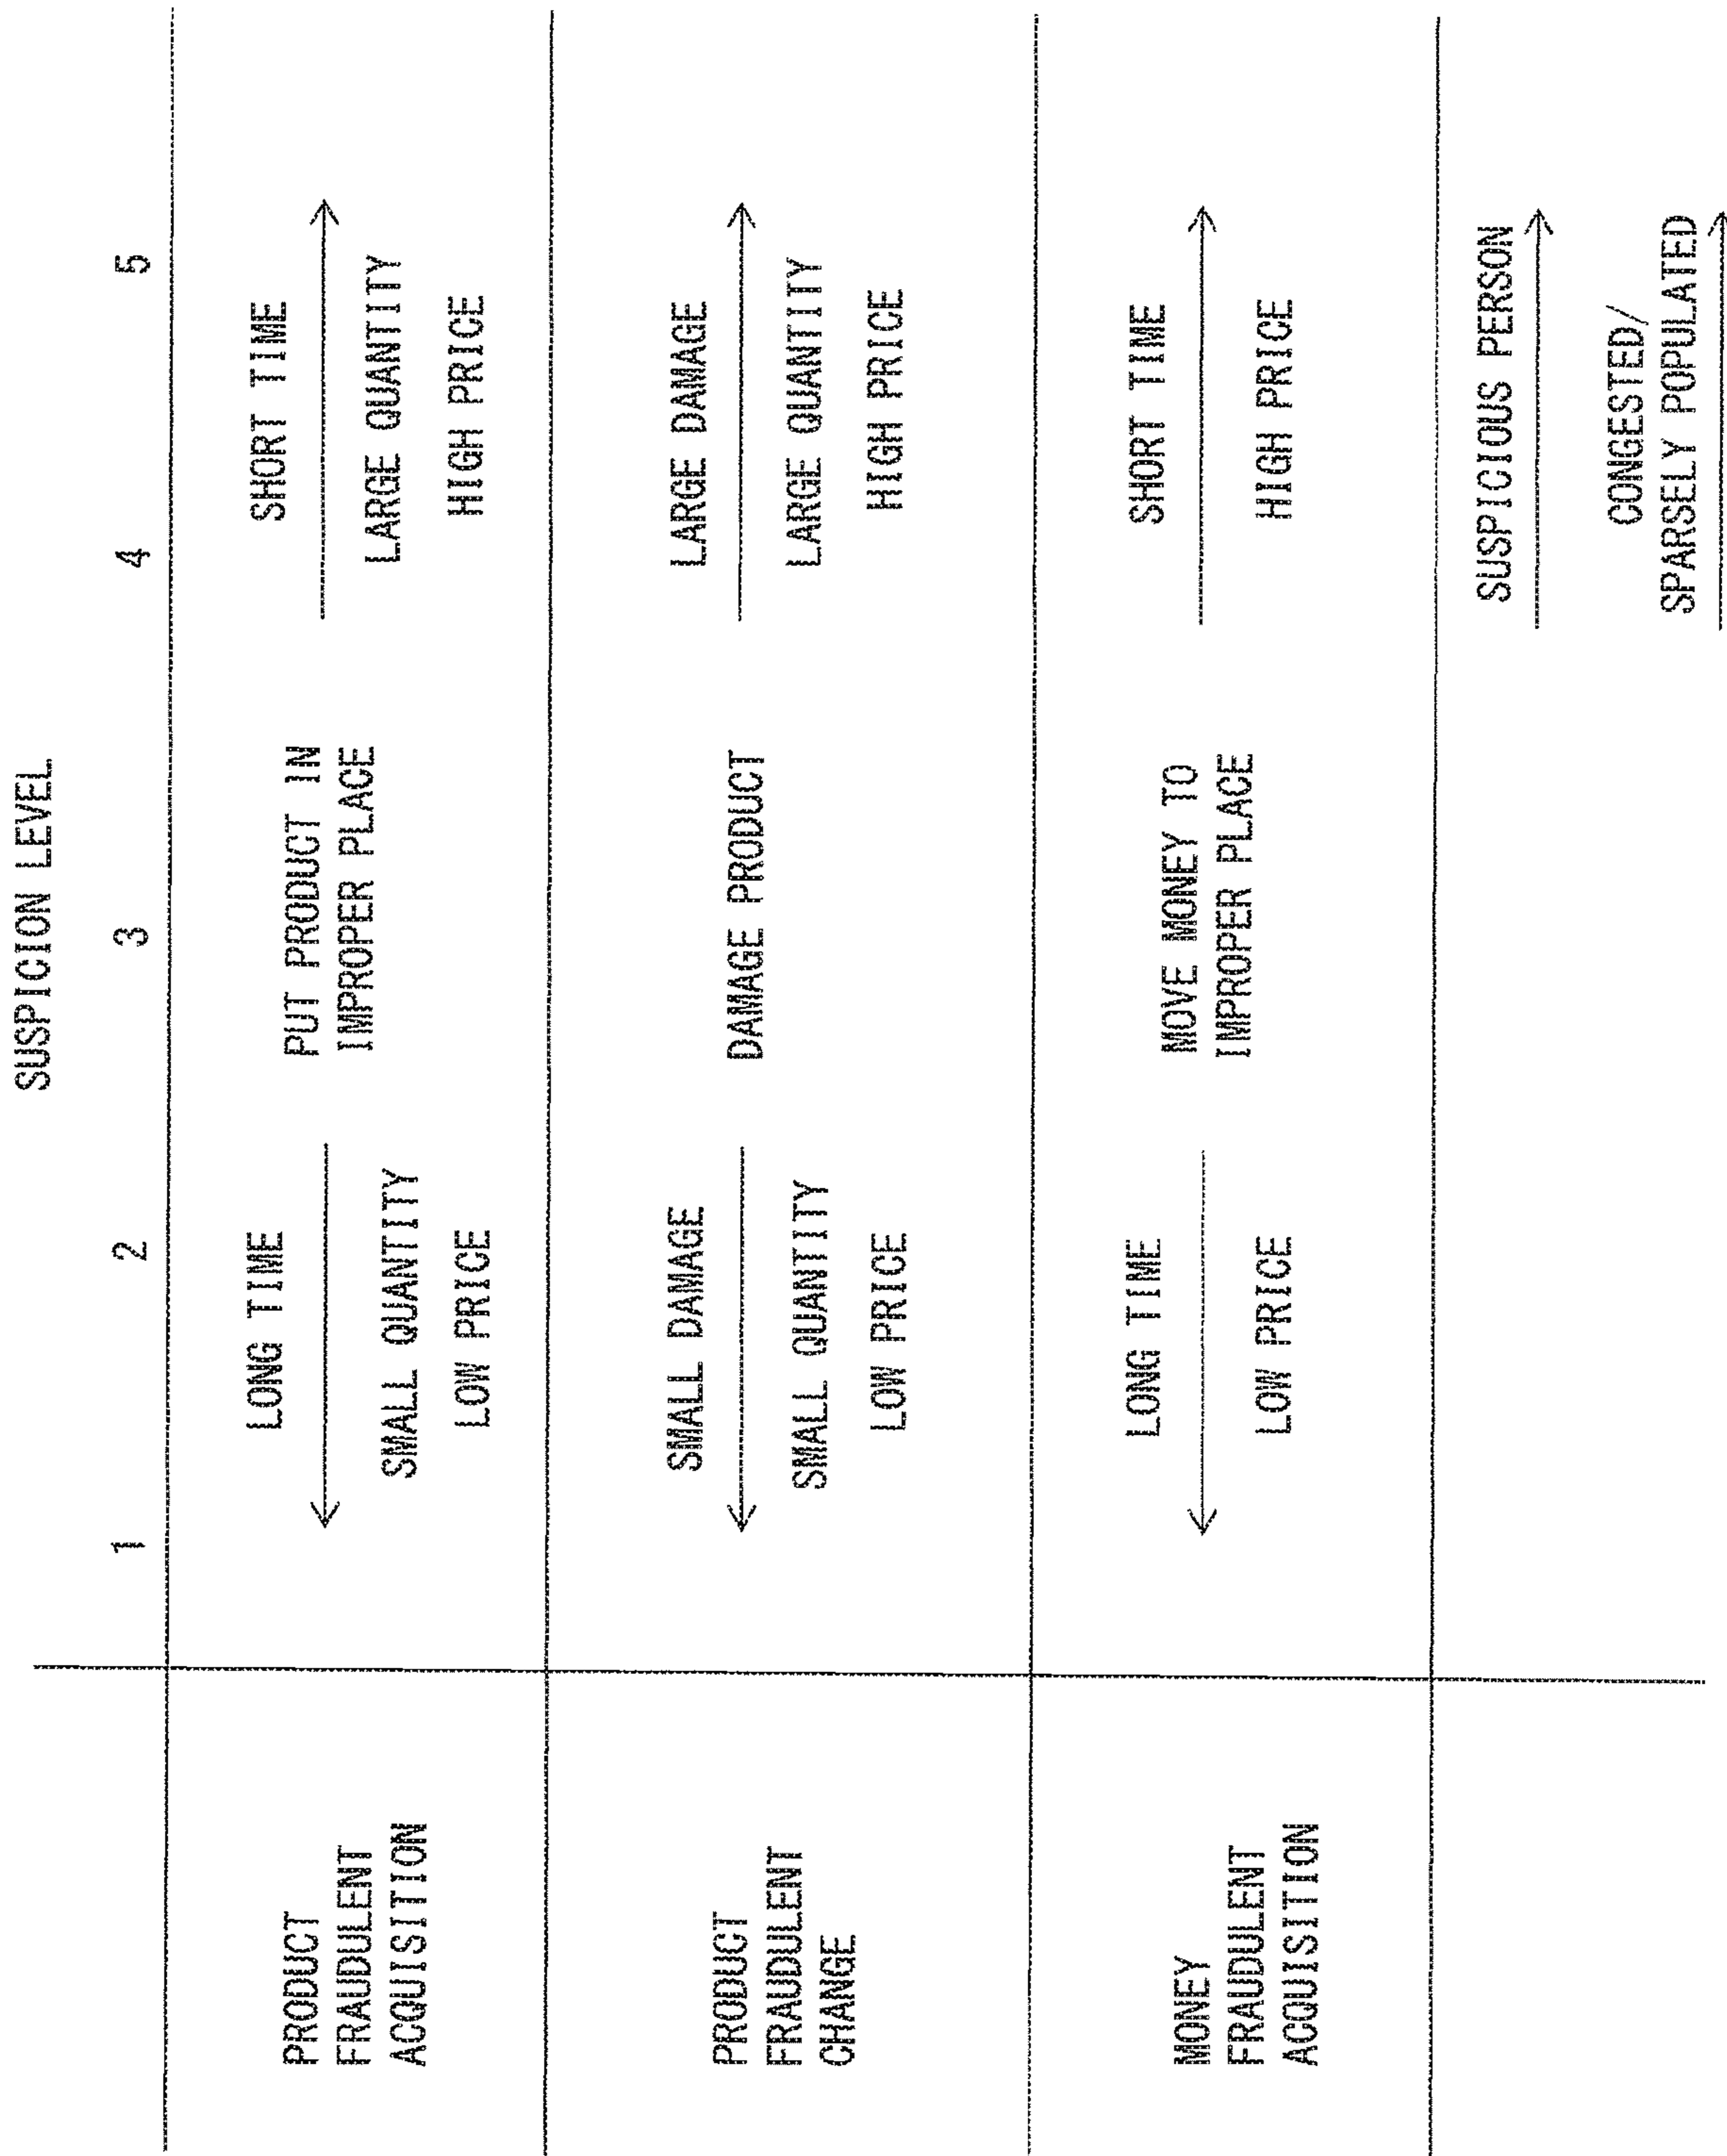 SUSPICION LEVEL
1 2 3 4 5
PRODUCT
FRAUDULENT
ACQUISITION
LONG TIME
SMALL QUANTITY
LOW PRICE
PUT PRODUCT IN
IMPROPER PLACE
SHORT TIME
LARGE QUANTITY
HIGH PRICE
PRODUCT
FRAUDULENT
CHANGE
SMALL DAMAGE
SMALL QUANTITY
LOW PRICE
DAMAGE PRODUCT
LARGE DAMAGE
LARGE QUANTITY
HIGH PRICE
MONEY
FRAUDULENT
ACQUISITION
LONG TIME
LOW PRICE
MOVE MONEY TO
IMPROPER PLACE
SHORT TIME
HIGH PRICE
SUSPICIOUS PERSON
CONGESTED/
SPARSELY POPULATED